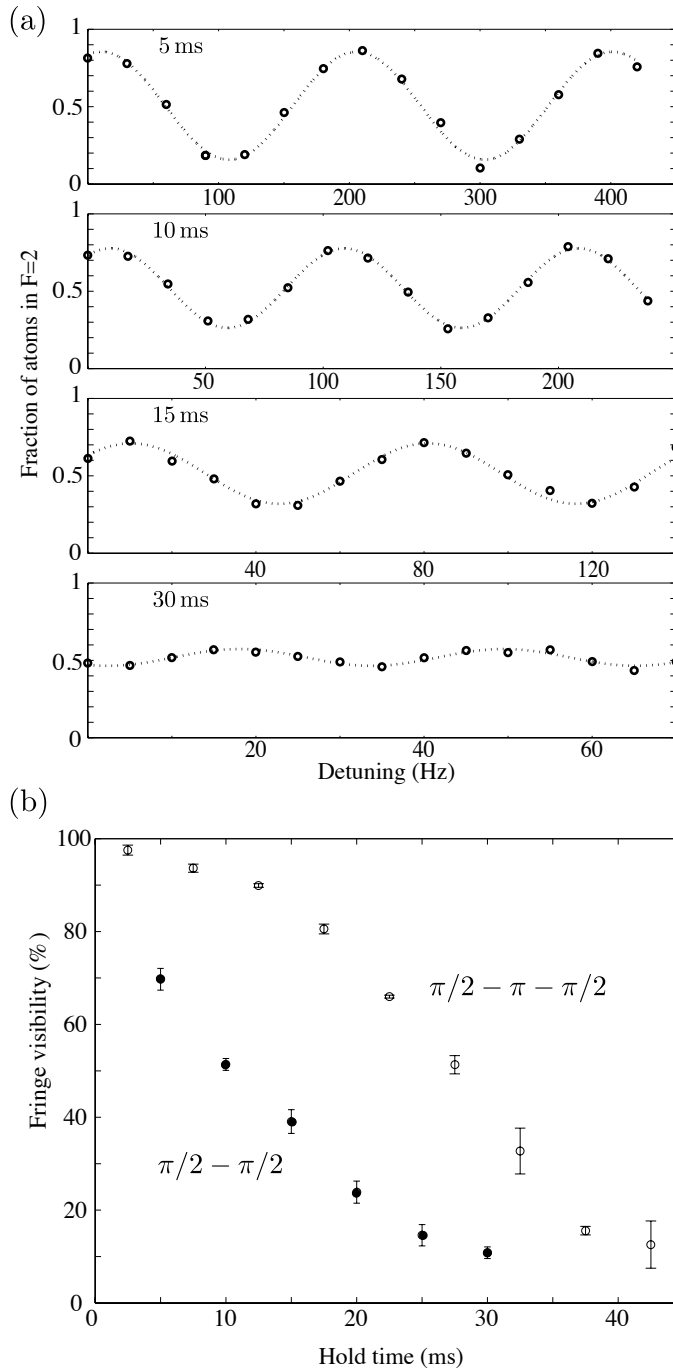 (a)
Fraction of atoms in F=2
1
5 ms
0.5
0
100 200 300 400
1
10 ms
0.5
0
50 100 150 200
1
15 ms
0.5
0
40 80 120
1
30 ms
0.5
0
20 40 60
Detuning (Hz)
(b)
Fringe visibility (%)
100
80
π/2 − π − π/2
60
40
π/2 − π/2
20
0
0 10 20 30 40
Hold time (ms)